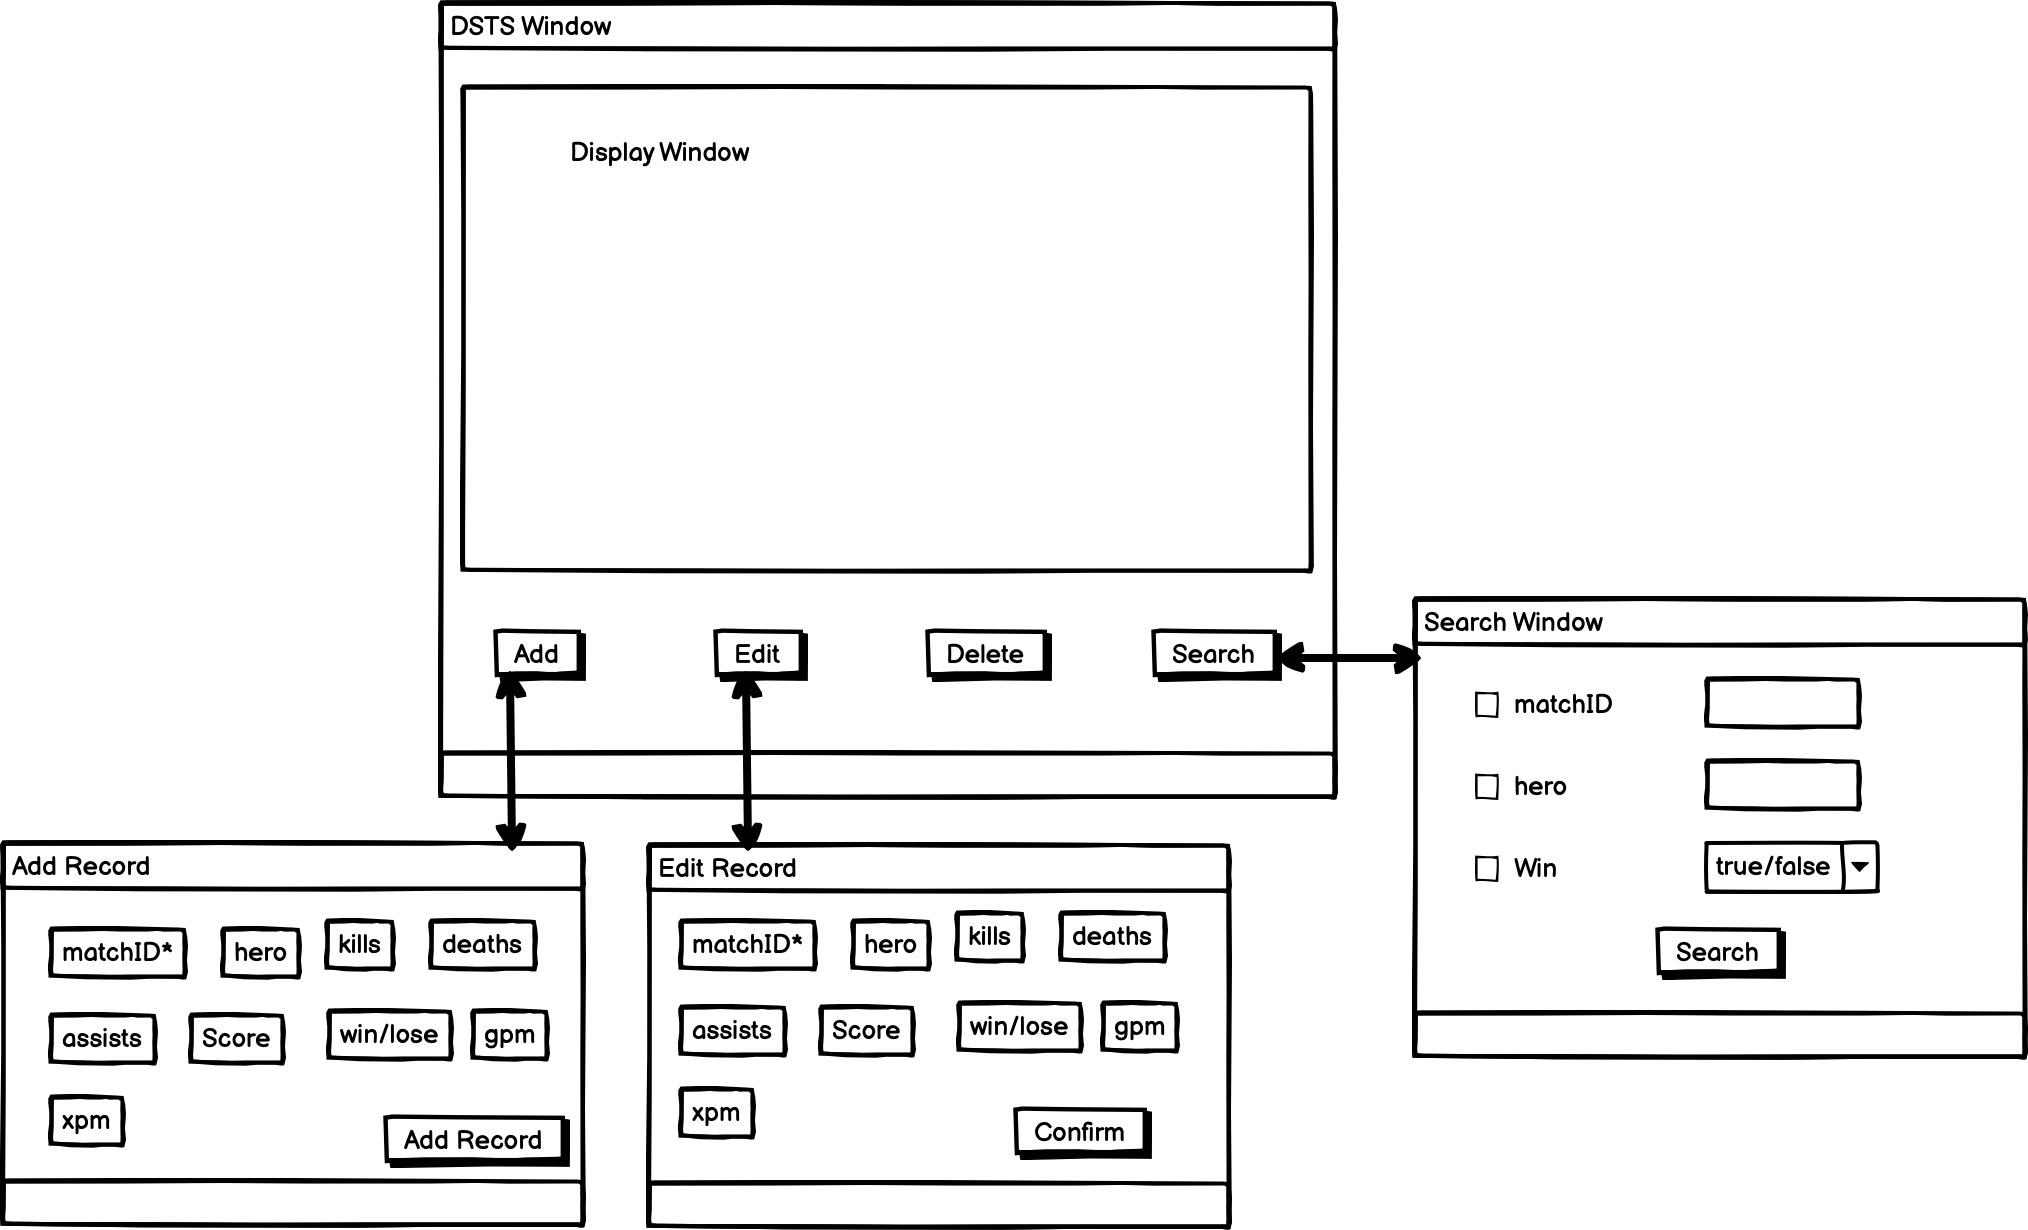 DSTS Window
Display Window
Add Edit Delete Search
Search Window
matchID
hero
Win true/false
Search
Add Record
matchID* hero kills deaths
assists Score win/lose gpm
xpm
Add Record
Edit Record
matchID* hero kills deaths
assists Score win/lose gpm
xpm
Confirm